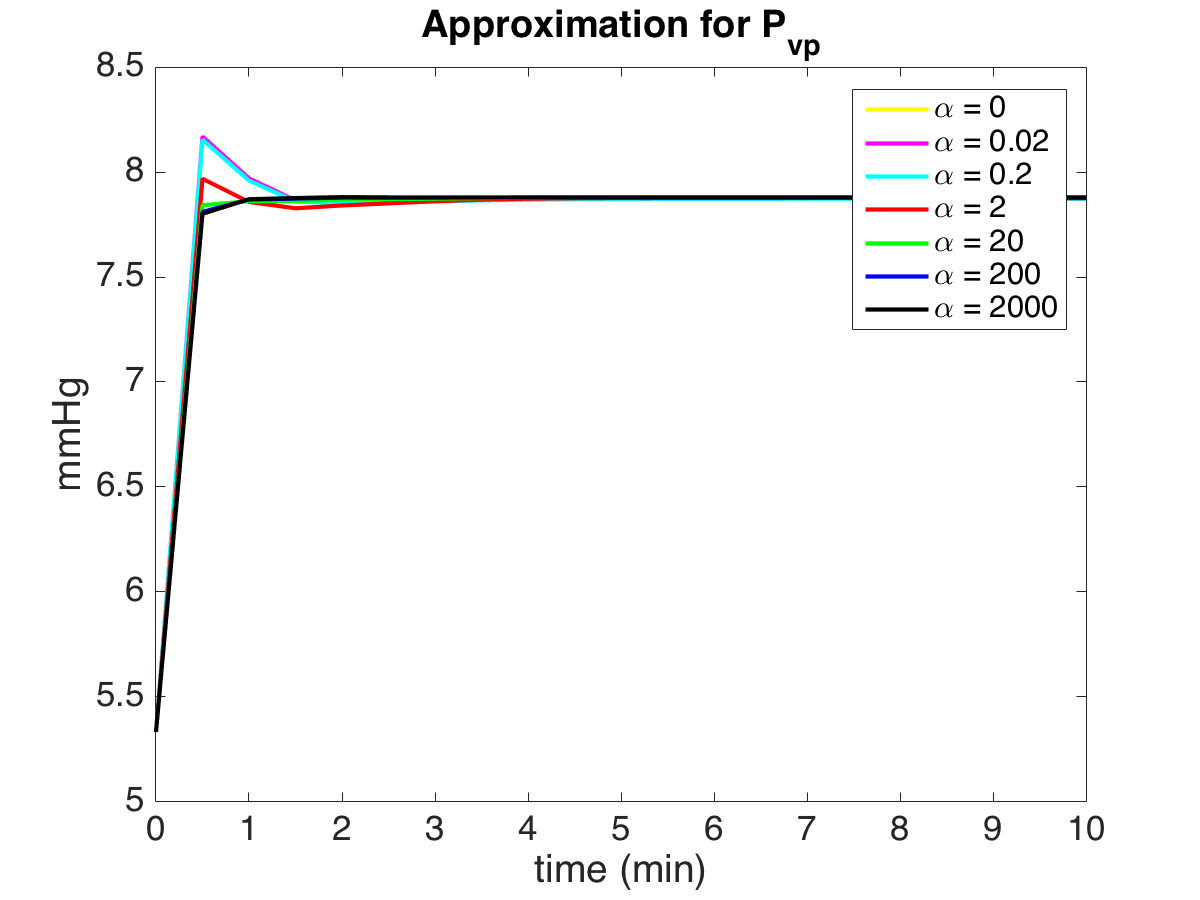 Approximation for P_vp
8.5
8
7.5
7
6.5
6
5.5
5
mmHg
α = 0
α = 0.02
α = 0.2
α = 2
α = 20
α = 200
α = 2000
0 1 2 3 4 5 6 7 8 9 10
time (min)